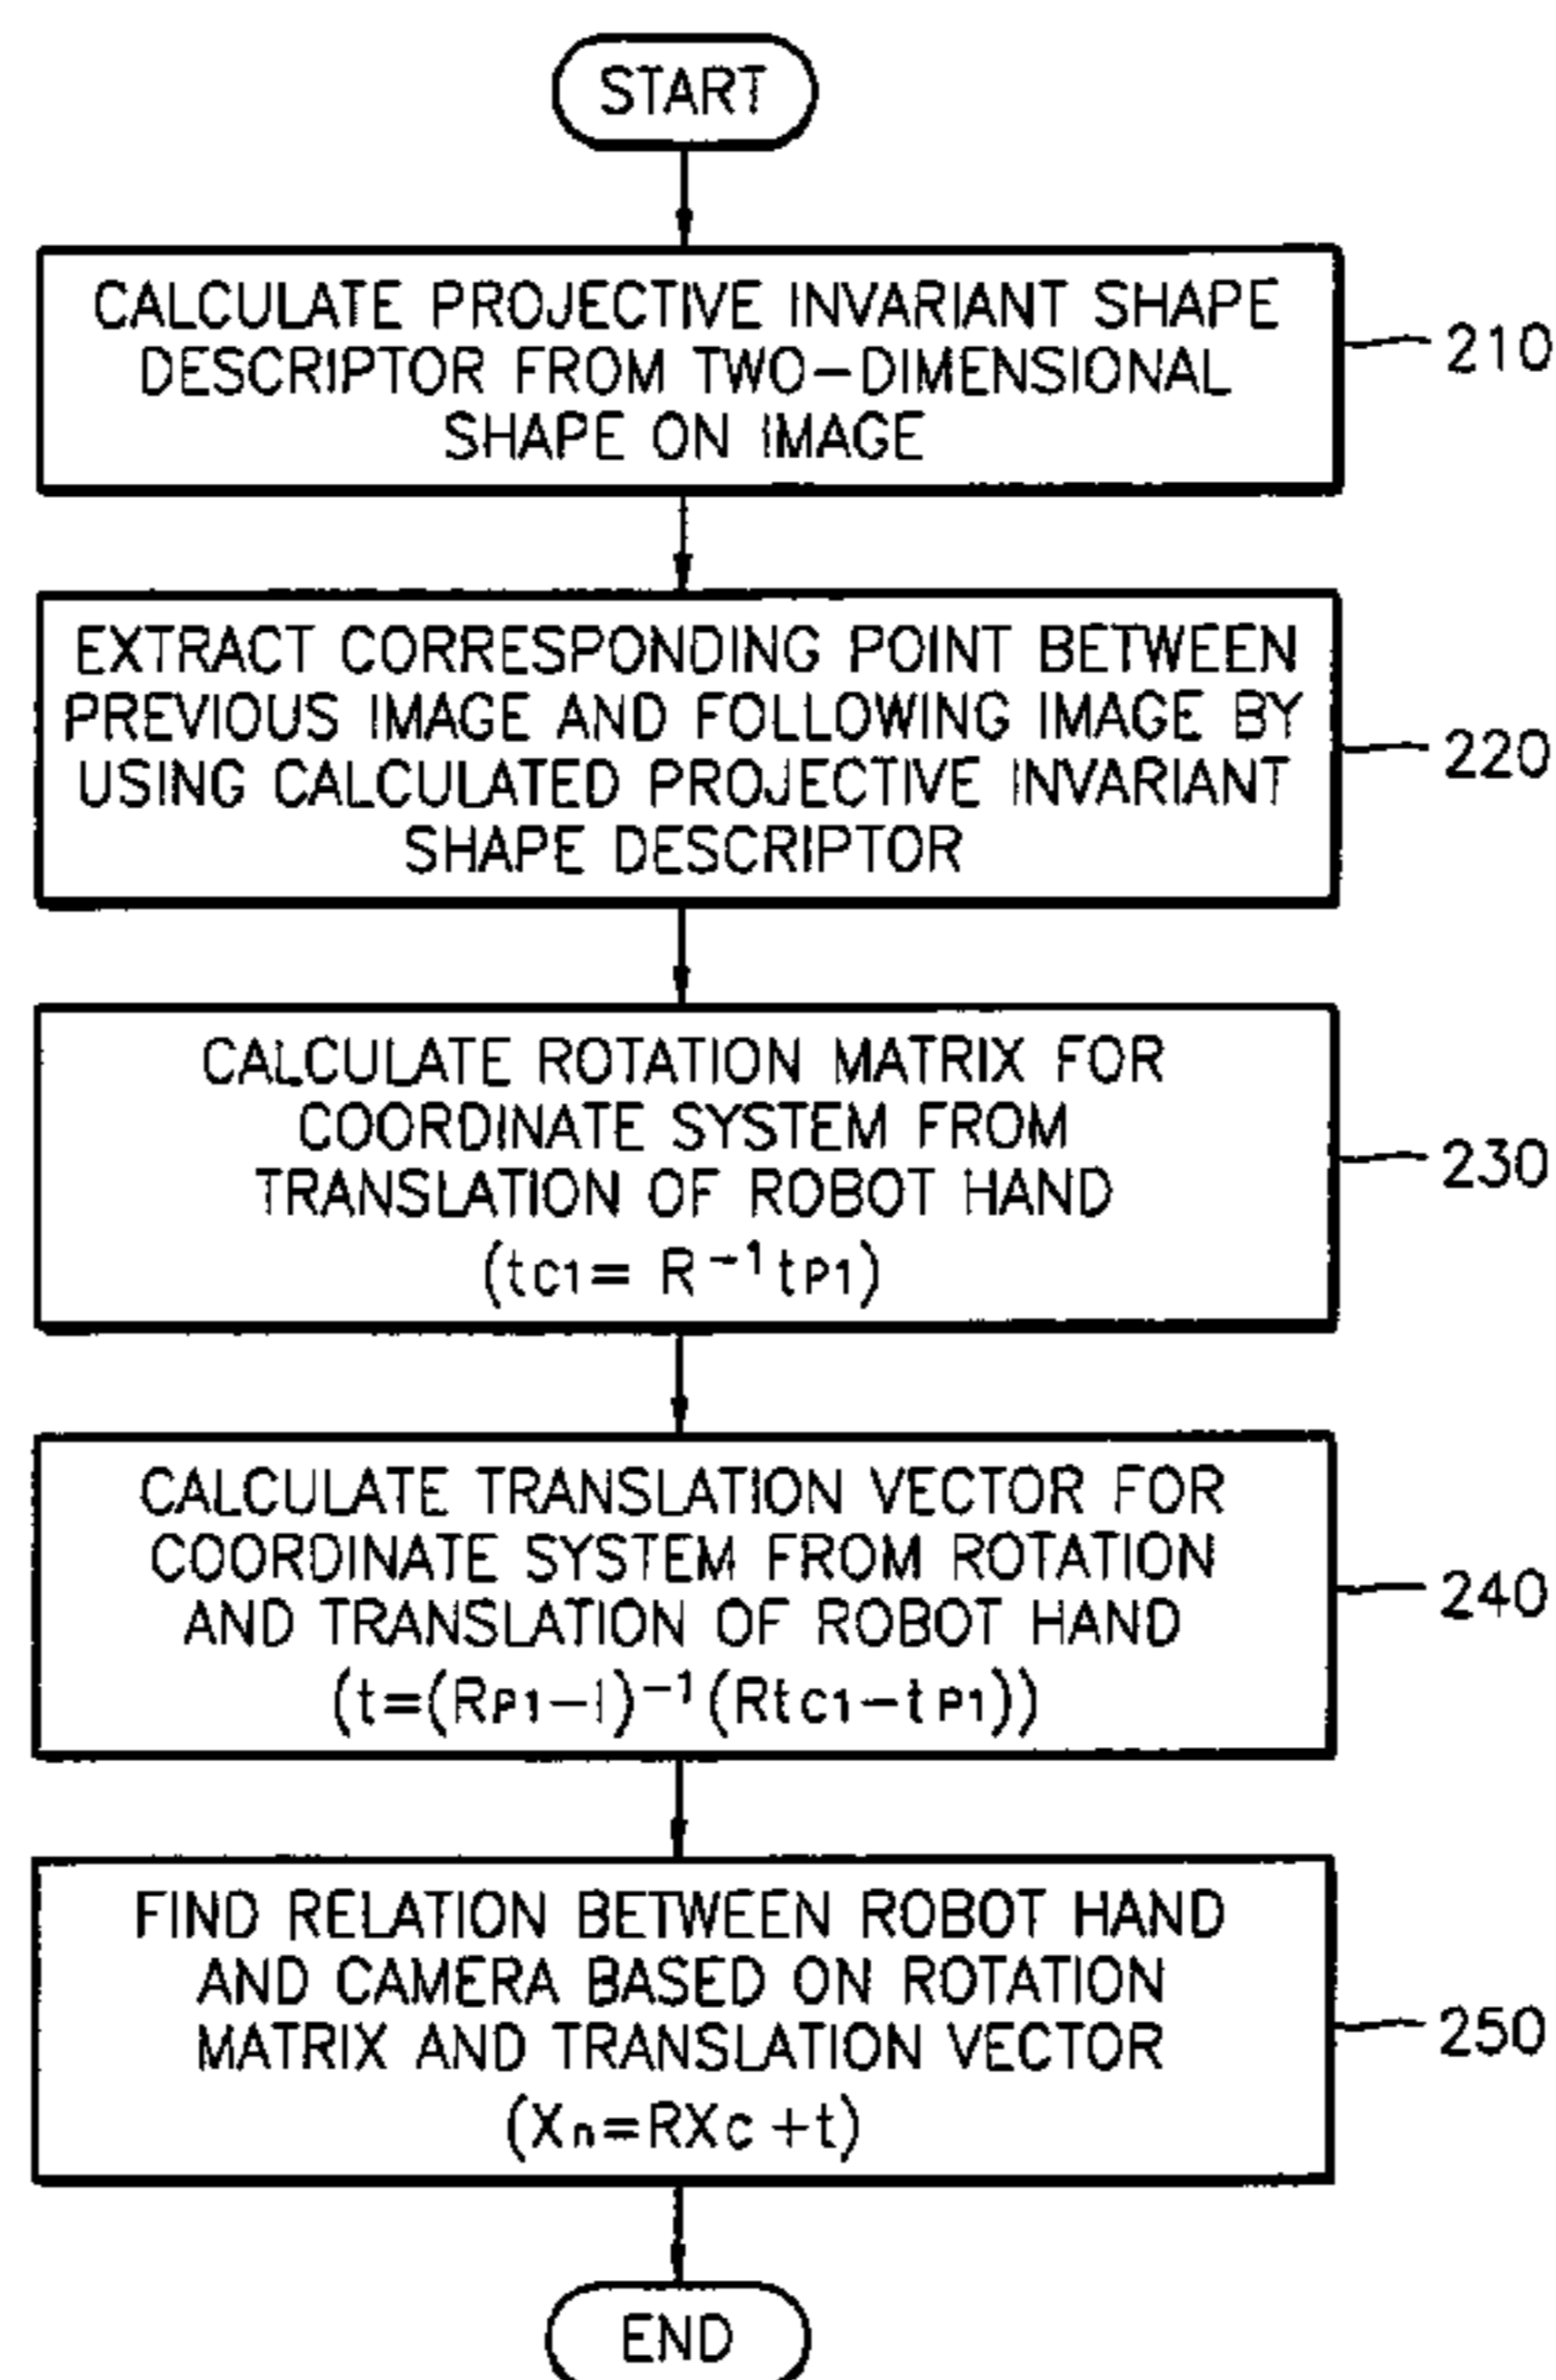 START
CALCULATE PROJECTIVE INVARIANT SHAPE
DESCRIPTOR FROM TWO-DIMENSIONAL
SHAPE ON IMAGE
210
EXTRACT CORRESPONDING POINT BETWEEN
PREVIOUS IMAGE AND FOLLOWING IMAGE BY
USING CALCULATED PROJECTIVE INVARIANT
SHAPE DESCRIPTOR
220
CALCULATE ROTATION MATRIX FOR
COORDINATE SYSTEM FROM
TRANSLATION OF ROBOT HAND
(tC1= R⁻¹tP1)
230
CALCULATE TRANSLATION VECTOR FOR
COORDINATE SYSTEM FROM ROTATION
AND TRANSLATION OF ROBOT HAND
(t=(RP1-I)⁻¹(RtC1-tP1))
240
FIND RELATION BETWEEN ROBOT HAND
AND CAMERA BASED ON ROTATION
MATRIX AND TRANSLATION VECTOR
(Xn=RXC+t)
250
END